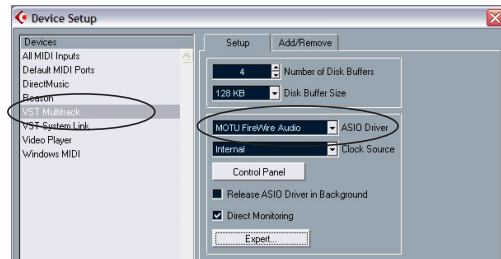 Device Setup
Devices
All MIDI Inputs
Default MIDI Ports
DirectMusic
Reason
VST Multitrack
VST System Link
Video Player
Windows MIDI
Setup
Add/Remove
4 Number of Disk Buffers
128 KB Disk Buffer Size
MOTU FireWire Audio ASIO Driver
Internal Clock Source
Control Panel
Release ASIO Driver in Background
Direct Monitoring
Expert...